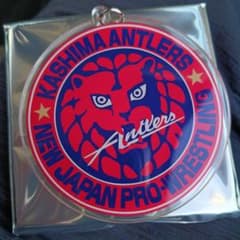 KASHIMA ANTLERS
Antlers
NEW JAPAN PRO-WRESTLING